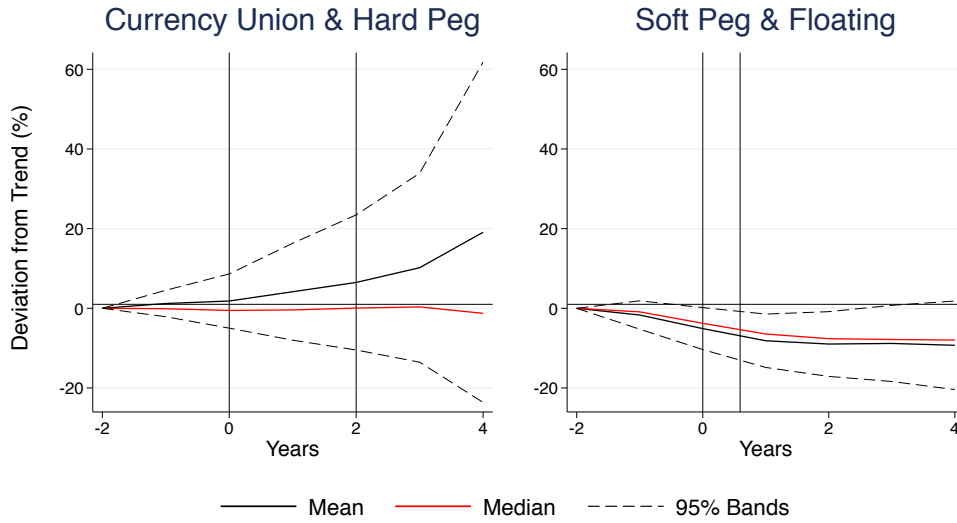 Currency Union & Hard Peg
Soft Peg & Floating
Deviation from Trend (%)
60
40
20
0
-20
-2
0
2
4
Years
60
40
20
0
-20
-2
0
2
4
Years
Mean
Median
95% Bands